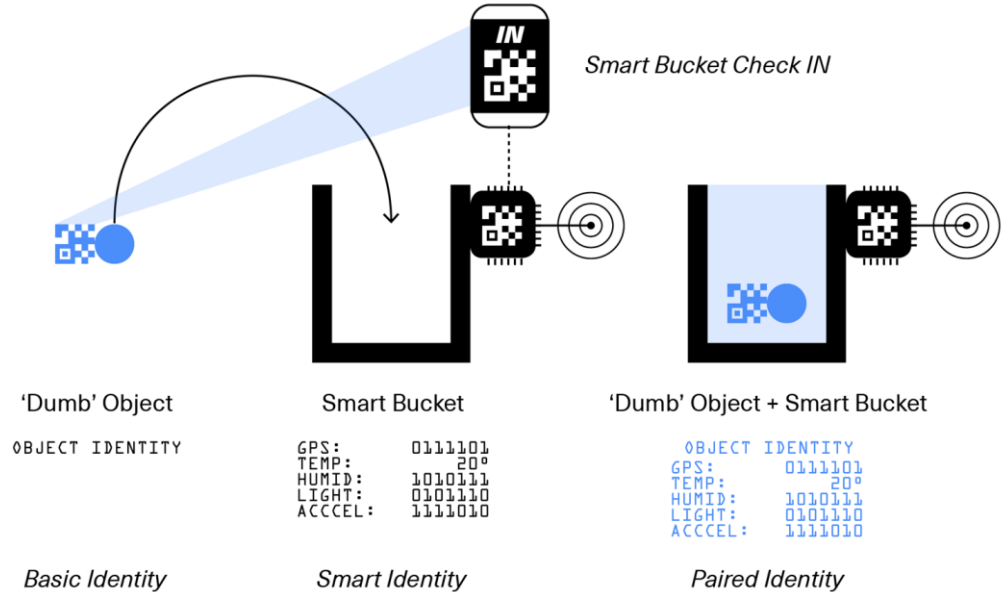 IN
Smart Bucket Check IN
'Dumb' Object
OBJECT IDENTITY
Basic Identity
Smart Bucket
GPS: 0111101
TEMP: 20º
HUMID: 1010111
LIGHT: 0101110
ACCCEL: 1111010
Smart Identity
'Dumb' Object + Smart Bucket
OBJECT IDENTITY
GPS: 0111101
TEMP: 20º
HUMID: 1010111
LIGHT: 0101110
ACCCEL: 1111010
Paired Identity